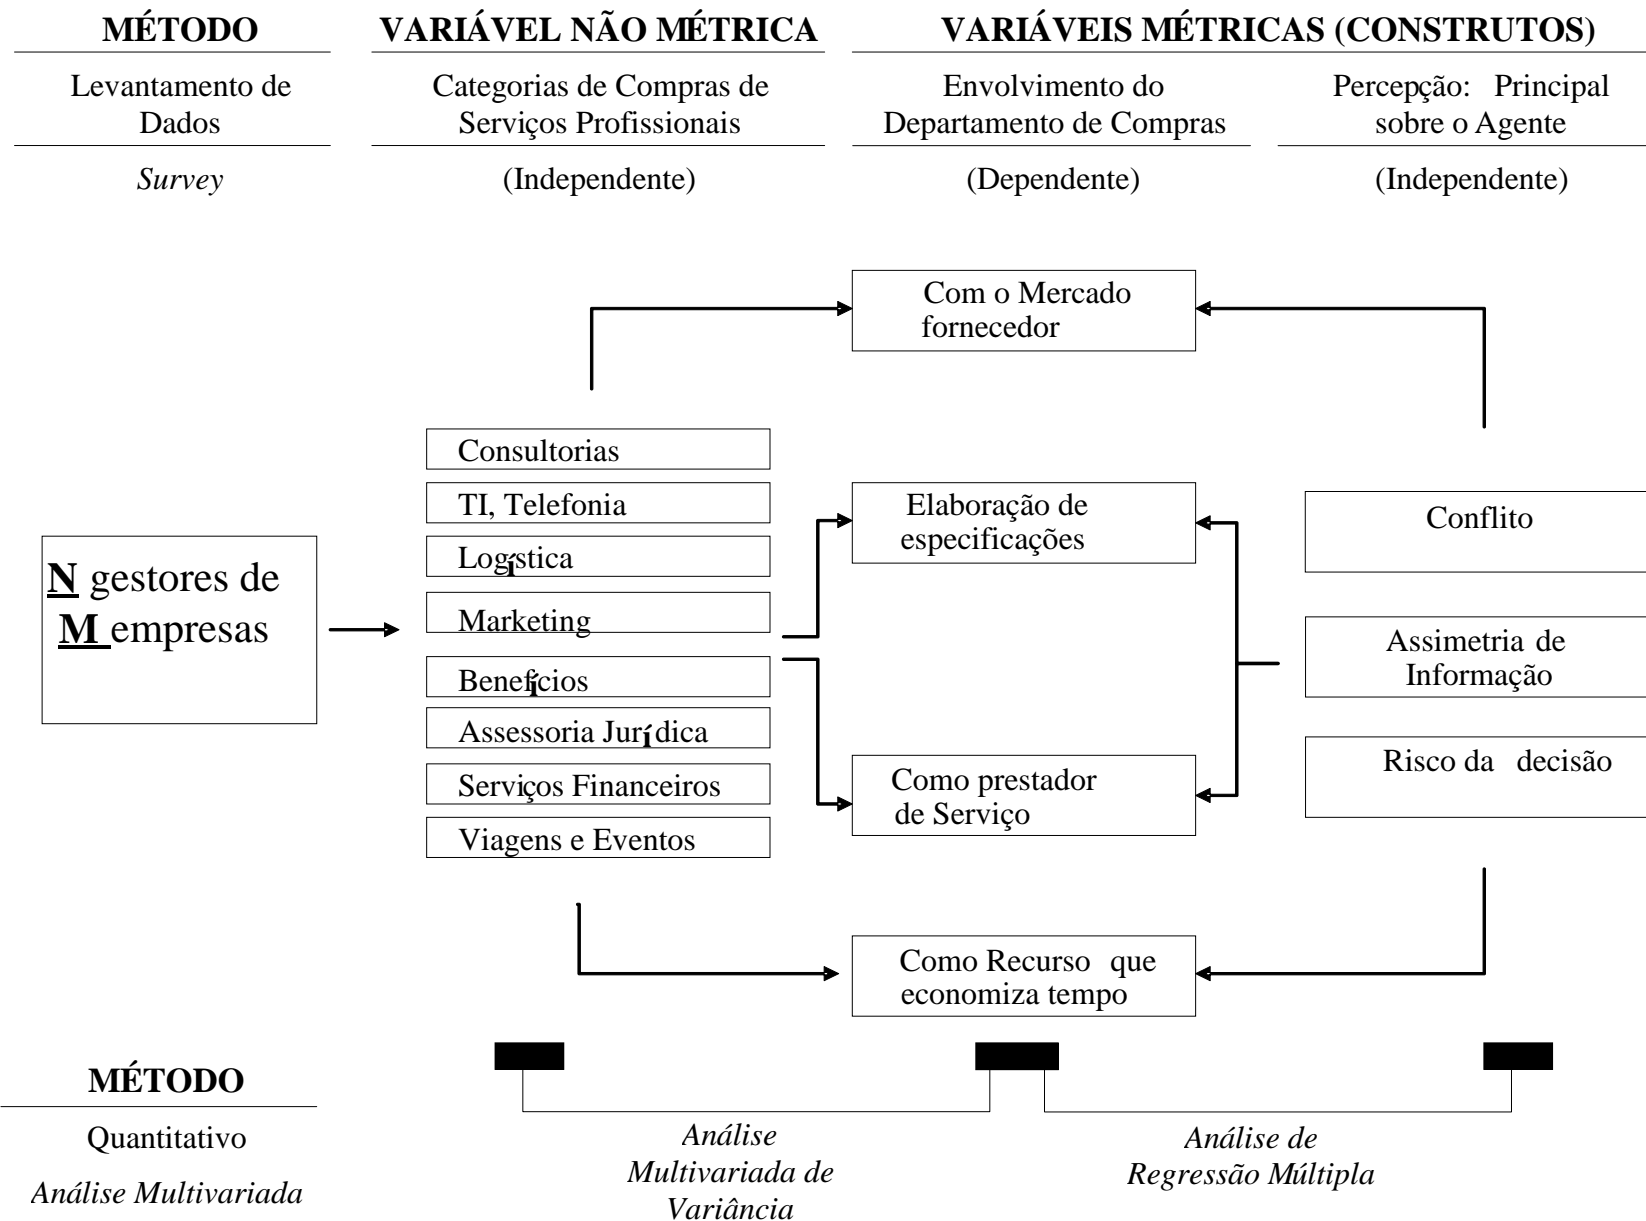 MÉTODO
VARIÁVEL NÃO MÉTRICA
VARIÁVEIS MÉTRICAS (CONSTRUTOS)
Levantamento de
Dados
Categorias de Compras de
Serviços Profissionais
Envolvimento do
Departamento de Compras
Percepção: Principal
sobre o Agente
Survey
(Independente)
(Dependente)
(Independente)
Com o Mercado
fornecedor
N gestores de
M empresas
Consultorias
TI, Telefonia
Logística
Marketing
Benefícios
Assessoria Jurídica
Serviços Financeiros
Viagens e Eventos
Elaboração de
especificações
Como prestador
de Serviço
Conflito
Assimetria de
Informação
Risco da decisão
Como Recurso que
economiza tempo
MÉTODO
Quantitativo
Análise Multivariada
Análise
Multivariada de
Variância
Análise de
Regressão Múltipla